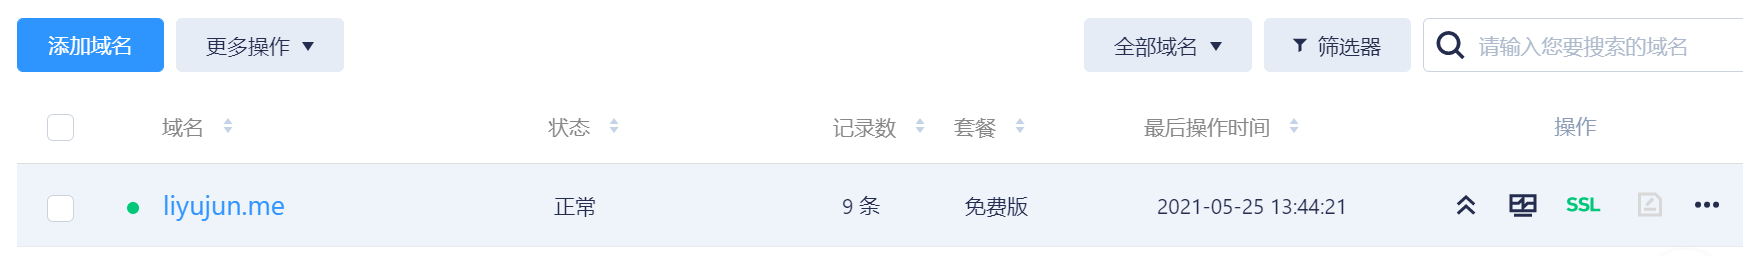 添加域名 更多操作 全部域名 筛选器 请输入您要搜索的域名
域名 状态 记录数 套餐 最后操作时间 操作
liyujun.me 正常 9 条 免费版 2021-05-25 13:44:21 SSL